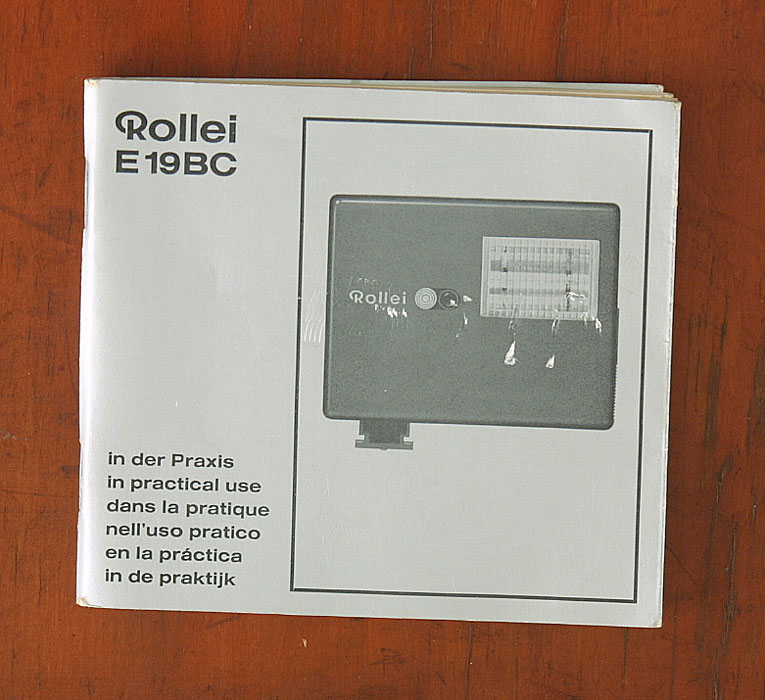 Rollei
E19BC
Rollei
in der Praxis
in practical use
dans la pratique
nell'uso pratico
en la práctica
in de praktijk